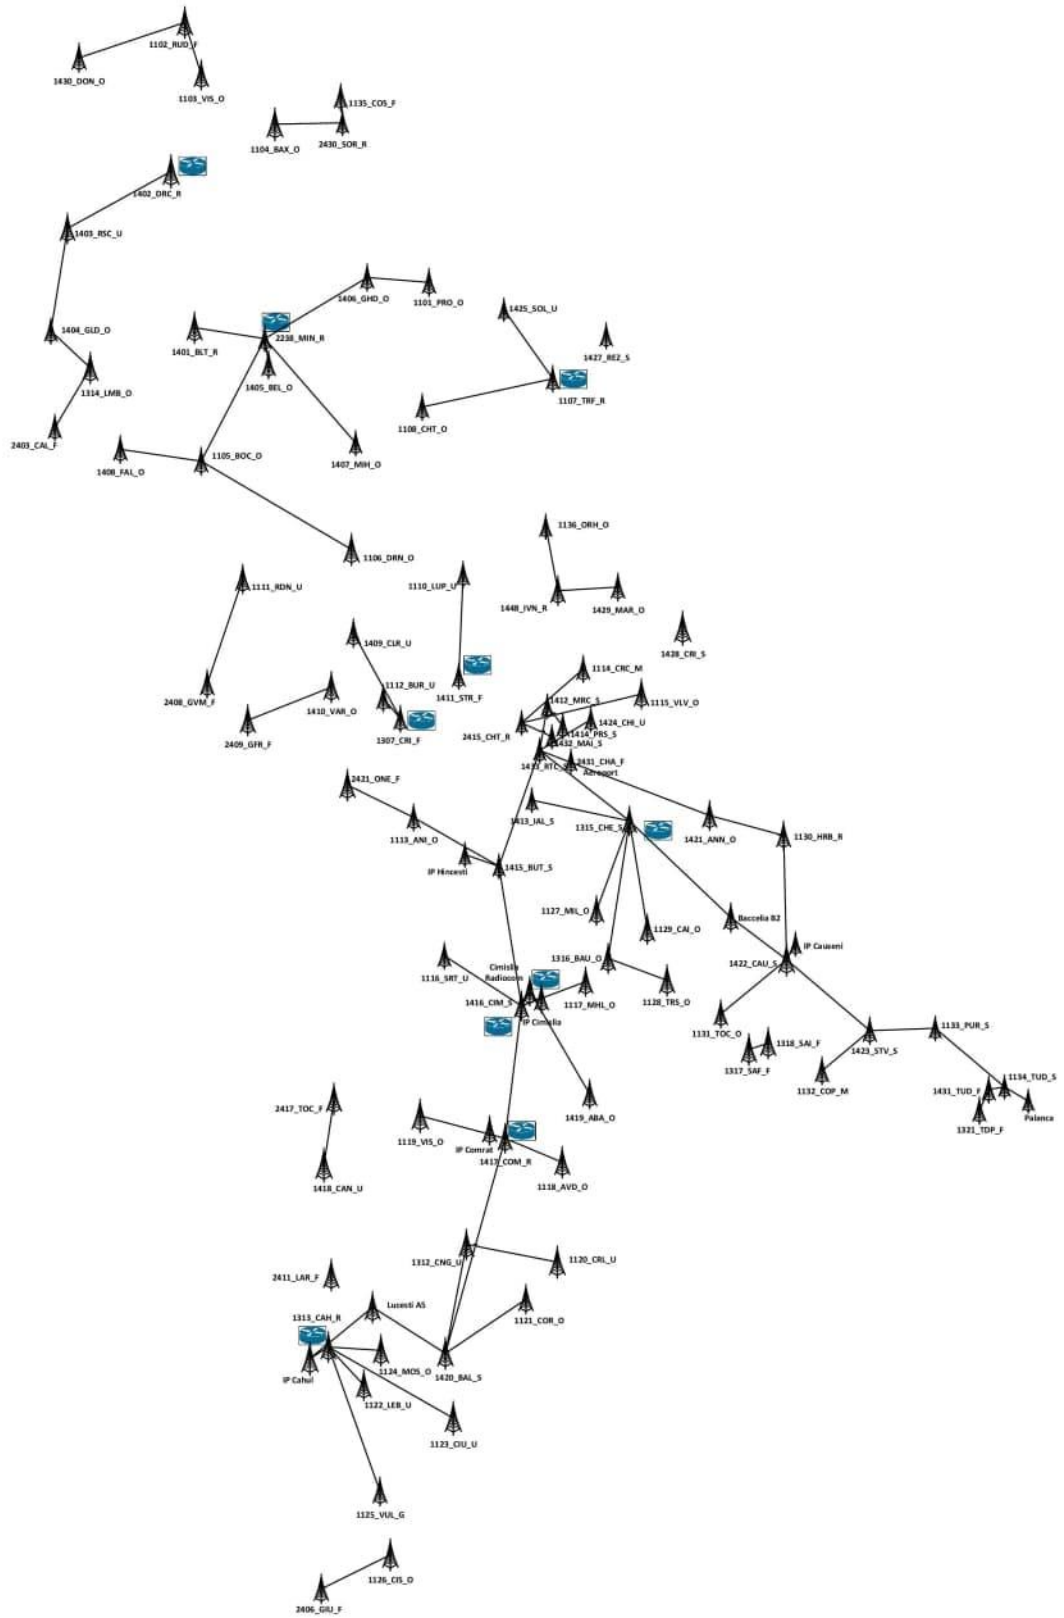 1102_RUD_F
1430_DON_O
1103_VIS_O
1135_COS_F
1104_BAX_O
2430_SOR_R
1402_DRC_R
1403_RSC_U
1406_GHD_O
1101_PRO_O
1425_SOL_U
1404_GLD_O
2238_MIN_R
1401_BLT_R
1427_REZ_S
1405_BEL_O
1314_LMB_O
1107_TRF_R
1108_CHT_O
2403_CAL_F
1105_BOC_O
1407_MIH_O
1408_FAL_O
1136_ORH_O
1106_DRN_O
1111_RDN_U
1110_LUP_U
1448_IVN_R
1429_MAR_O
1409_CLR_U
1428_CRI_S
1114_CRC_M
1112_BUR_U
1411_STR_F
2408_GVM_F
1412_MRC_S
1115_VLV_O
1410_VAR_O
1424_CHI_U
2415_CHT_R
1414_PRS_S
1307_CRI_F
2409_GFR_F
1432_MAI_S
2431_CHA_F
Aeroport
2421_ONE_F
1413_IAL_S
1315_CHE_S
1113_ANI_O
1421_ANN_O
1130_HRB_R
IP Hincesti
1415_BUT_S
1127_MIL_O
Baccelia B2
1129_CAI_O
IP Causeni
1316_BAU_O
1422_CAU_S
Cimislia
Radiocom
1116_SRT_U
1128_TRS_O
1416_CIM_S
1117_MHL_O
IP Cimislia
1131_TOC_O
1133_PUR_S
1423_STV_S
1318_SAI_F
1317_SAF_F
1134_TUD_S
1132_COP_M
1431_TUD_F
2417_TOC_F
1419_ABA_O
Palanca
1321_TDP_F
1119_VIS_O
IP Comrat
1417_COM_R
1418_CAN_U
1118_AVD_O
1312_CNG_U
1120_CRL_U
2411_LAR_F
Lucesti A5
1313_CAH_R
1121_COR_O
1124_MOS_O
1420_BAL_S
IP Cahul
1122_LEB_U
1123_CIU_U
1125_VUL_G
1126_CIS_O
2406_GIU_F